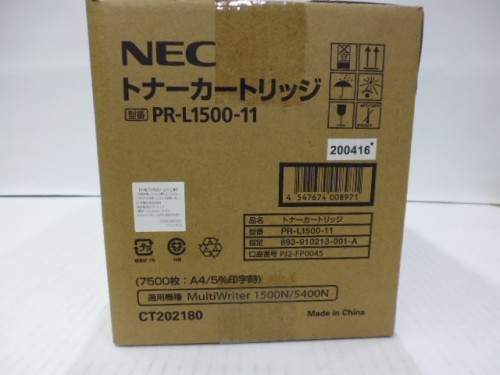 NEC
トナーカートリッジ
型番 PR-L1500-11
200416*
4 547674 008971
品名 トナーカートリッジ
型番 PR-L1500-11
指定 893-910213-001-A
口座番号 PJ2-FP0045
(7500枚：A4/5%印字時)
適用機種 MultiWriter 1500N/5400N
CT202180
Made in China